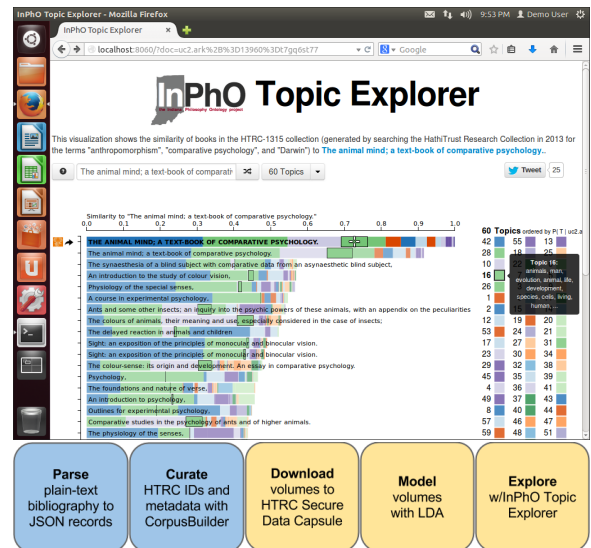 InPhO Topic Explorer - Mozilla Firefox
9:53 PM Demo User
InPhO Topic Explorer
localhost:8060/?doc=uc2.ark%2B%3D13960%3Dt7gq6st77
Google
InPhO Topic Explorer
This visualization shows the similarity of books in the HTRC-1315 collection (generated by searching the HathiTrust Research Collection in 2013 for
the terms "anthropomorphism", "comparative psychology", and "Darwin") to The animal mind; a text-book of comparative psychology..
The animal mind; a text-book of comparati
60 Topics
Tweet 25
Similarity to "The animal mind; a text-book of comparative psychology."
0.0 0.1 0.2 0.3 0.4 0.5 0.6 0.7 0.8 0.9 1.0
THE ANIMAL MIND; A TEXT-BOOK OF COMPARATIVE PSYCHOLOGY.
The animal mind; a text-book of comparative psychology.
The synaesthesia of a blind subject with comparative data from an asynaesthetic blind subject.
An introduction to the study of colour vision.
Physiology of the special senses.
A course in experimental psychology.
Ants and some other insects; an inquiry into the psychic powers of these animals, with an appendix on the peculiarities
The colours of animals, their meaning and use, especially considered in the case of insects;
The delayed reaction in animals and children
Sight: an exposition of the principles of monocular and binocular vision.
Sight: an exposition of the principles of monocular and binocular vision.
The colour-sense: its origin and development. An essay in comparative psychology.
Psychology.
The foundations and nature of verse.
An introduction to psychology.
Outlines for experimental psychology.
Comparative studies in the psychology of ants and of higher animals.
The physiology of the senses.
60 Topics ordered by P( T | uc2.a
42 55 13
28 18 25
10
16
26
1
2
12 19 20
53 24 21
17 27 31
23 30 34
29 32 38
45 35 39
4 36 41
49 37 43
8 40 44
57 46 47
59 48 51
Topic 16:
animals, man,
evolution, animal, life,
development,
species, cells, living,
human, ...
Parse
plain-text
bibliography to
JSON records
Curate
HTRC IDs and
metadata with
CorpusBuilder
Download
volumes to
HTRC Secure
Data Capsule
Model
volumes
with LDA
Explore
w/InPhO Topic
Explorer